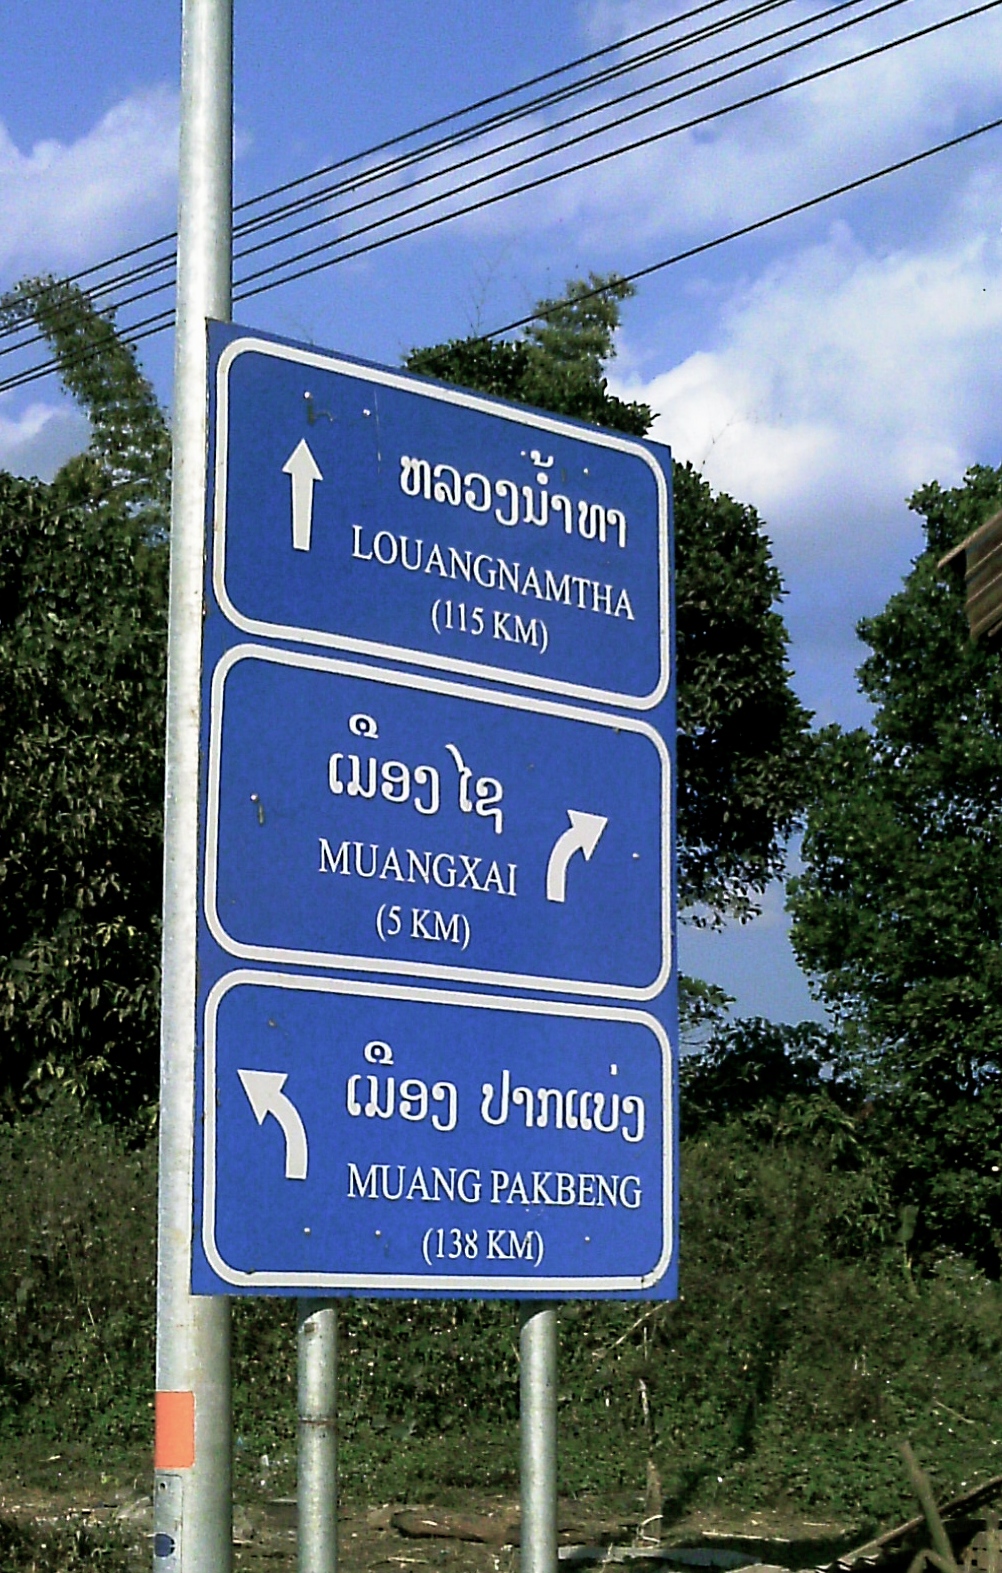 ຫລວງນ້ຳທາ
LOUANGNAMTHA
(115 KM)
ເມືອງ ໄຊ
MUANGXAI
(5 KM)
ເມືອງ ປາກແບ່ງ
MUANG PAKBENG
(138 KM)